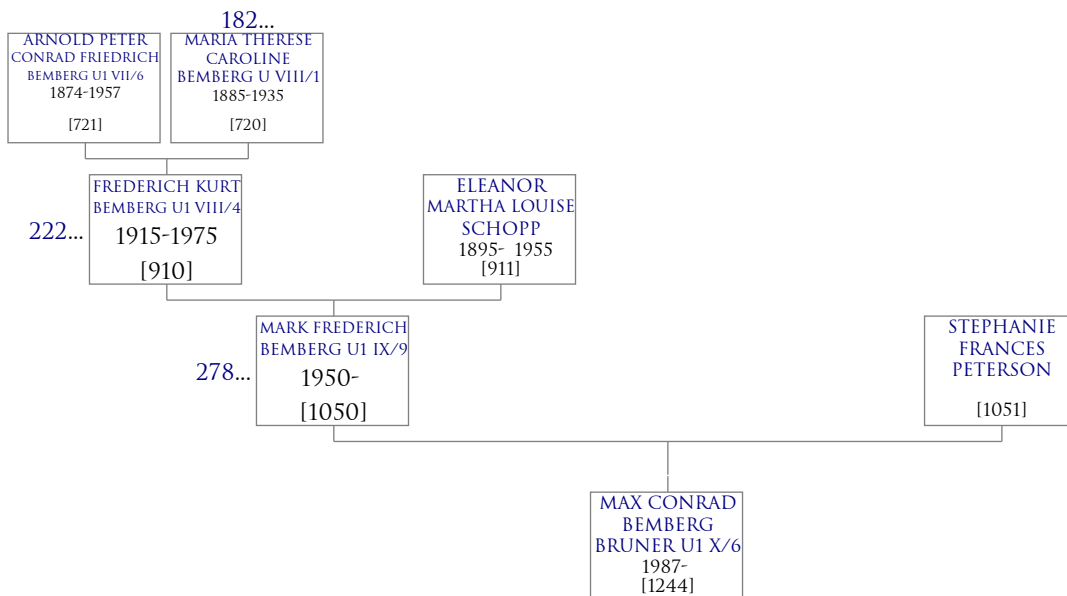 182...
ARNOLD PETER
CONRAD FRIEDRICH
BEMBERG U1 VII/6
1874-1957
[721]
MARIA THERESE
CAROLINE
BEMBERG U VIII/1
1885-1935
[720]
222...
FREDERICH KURT
BEMBERG U1 VIII/4
1915-1975
[910]
ELEANOR
MARTHA LOUISE
SCHOPP
1895- 1955
[911]
278...
MARK FREDERICH
BEMBERG U1 IX/9
1950-
[1050]
STEPHANIE
FRANCES
PETERSON
[1051]
MAX CONRAD
BEMBERG
BRUNER U1 X/6
1987-
[1244]